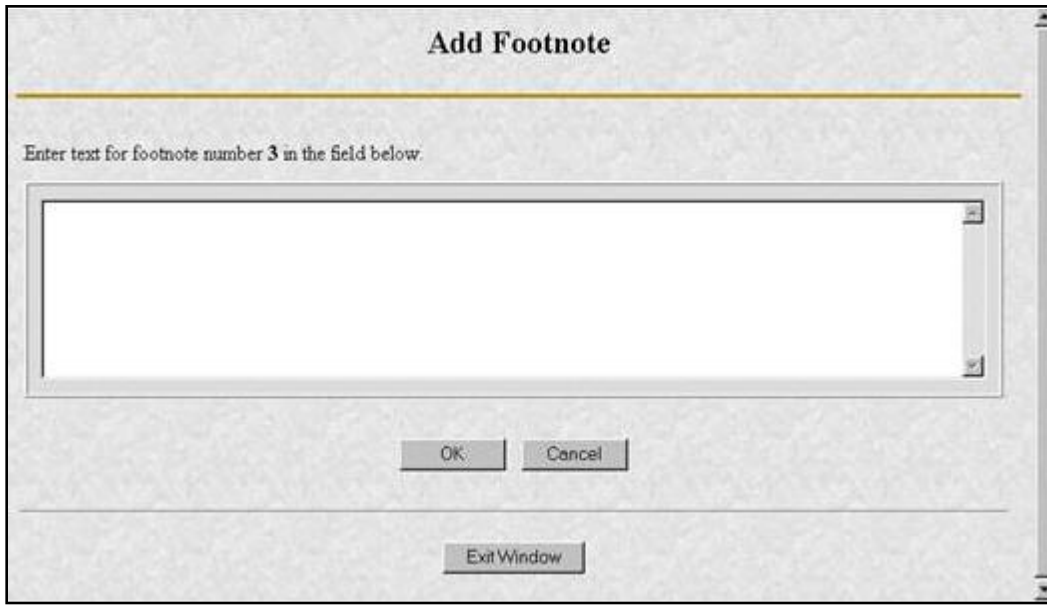 Add Footnote
Enter text for footnote number 3 in the field below.
OK Cancel
Exit Window